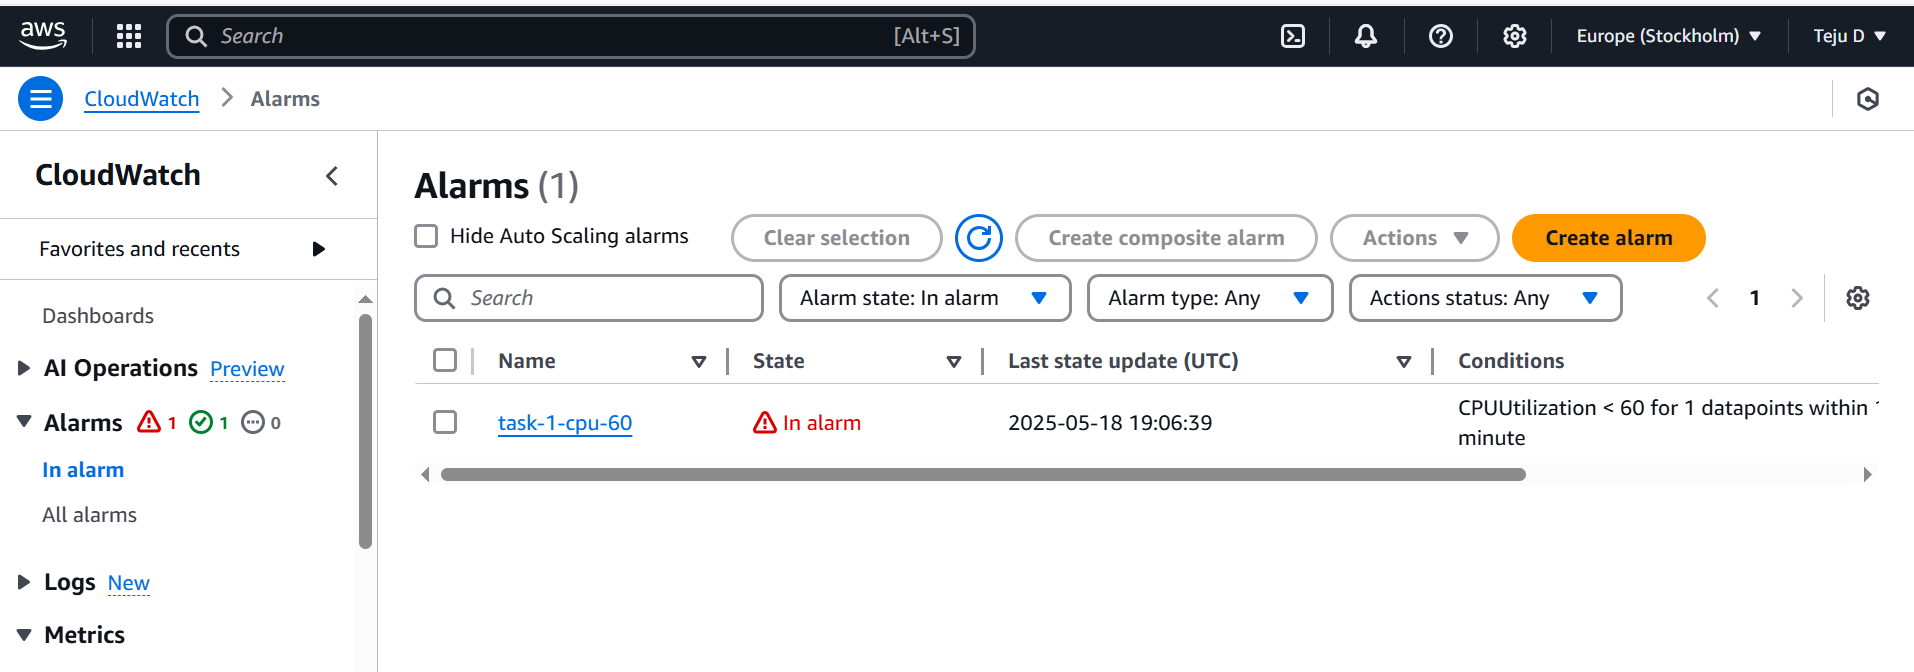 aws
Search [Alt+S]
Europe (Stockholm)
Teju D
CloudWatch
Alarms
CloudWatch
Favorites and recents
Dashboards
AI Operations Preview
Alarms 1 1 0
In alarm
All alarms
Logs New
Metrics
Alarms (1)
Hide Auto Scaling alarms
Clear selection
Create composite alarm
Actions
Create alarm
Search
Alarm state: In alarm
Alarm type: Any
Actions status: Any
1
Name State Last state update (UTC) Conditions
task-1-cpu-60 In alarm 2025-05-18 19:06:39 CPUUtilization < 60 for 1 datapoints within
minute